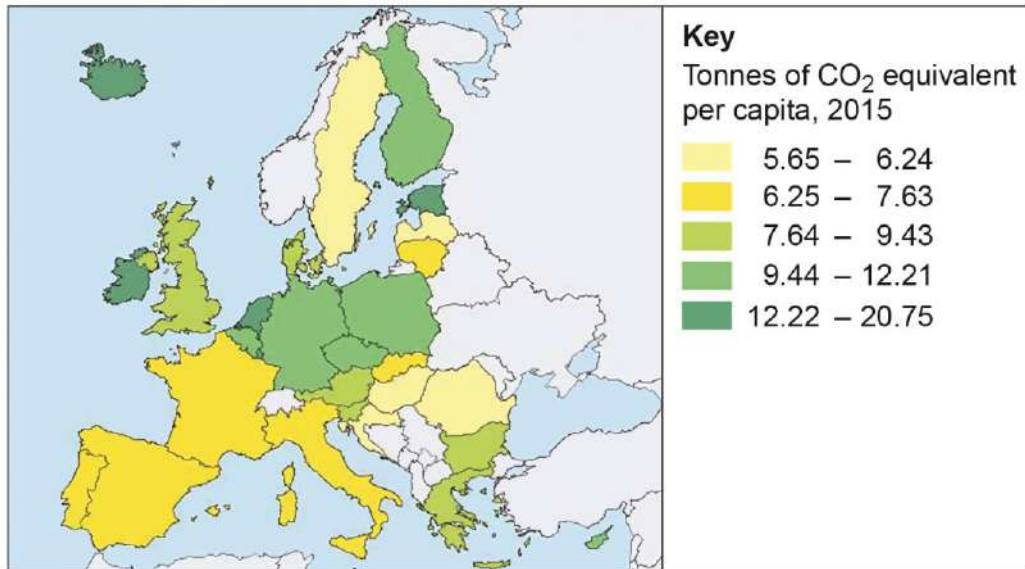 Key
Tonnes of CO₂ equivalent
per capita, 2015
5.65 – 6.24
6.25 – 7.63
7.64 – 9.43
9.44 – 12.21
12.22 – 20.75